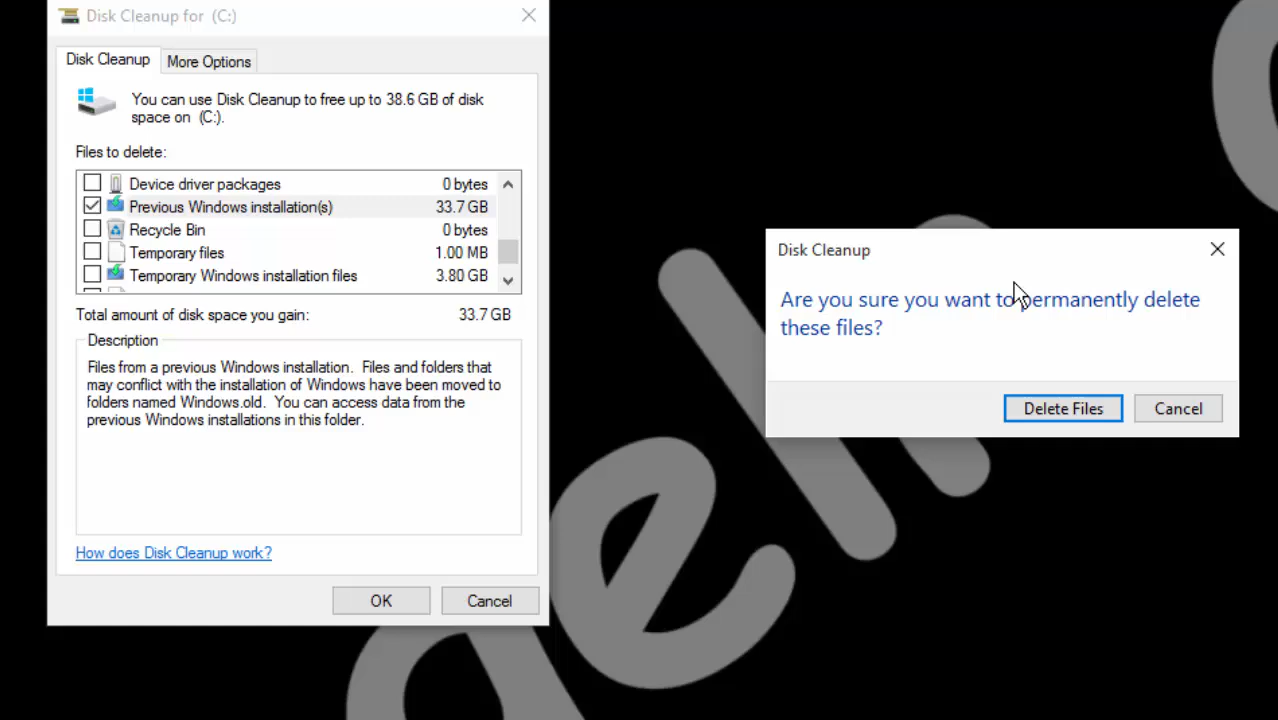 Disk Cleanup for (C:)
Disk Cleanup
More Options
You can use Disk Cleanup to free up to 38.6 GB of disk
space on (C:).
Files to delete:
Device driver packages 0 bytes
Previous Windows installation(s) 33.7 GB
Recycle Bin 0 bytes
Temporary files 1.00 MB
Temporary Windows installation files 3.80 GB
Total amount of disk space you gain: 33.7 GB
Description
Files from a previous Windows installation. Files and folders that
may conflict with the installation of Windows have been moved to
folders named Windows.old. You can access data from the
previous Windows installations in this folder.
How does Disk Cleanup work?
OK
Cancel
Disk Cleanup
Are you sure you want to permanently delete
these files?
Delete Files
Cancel